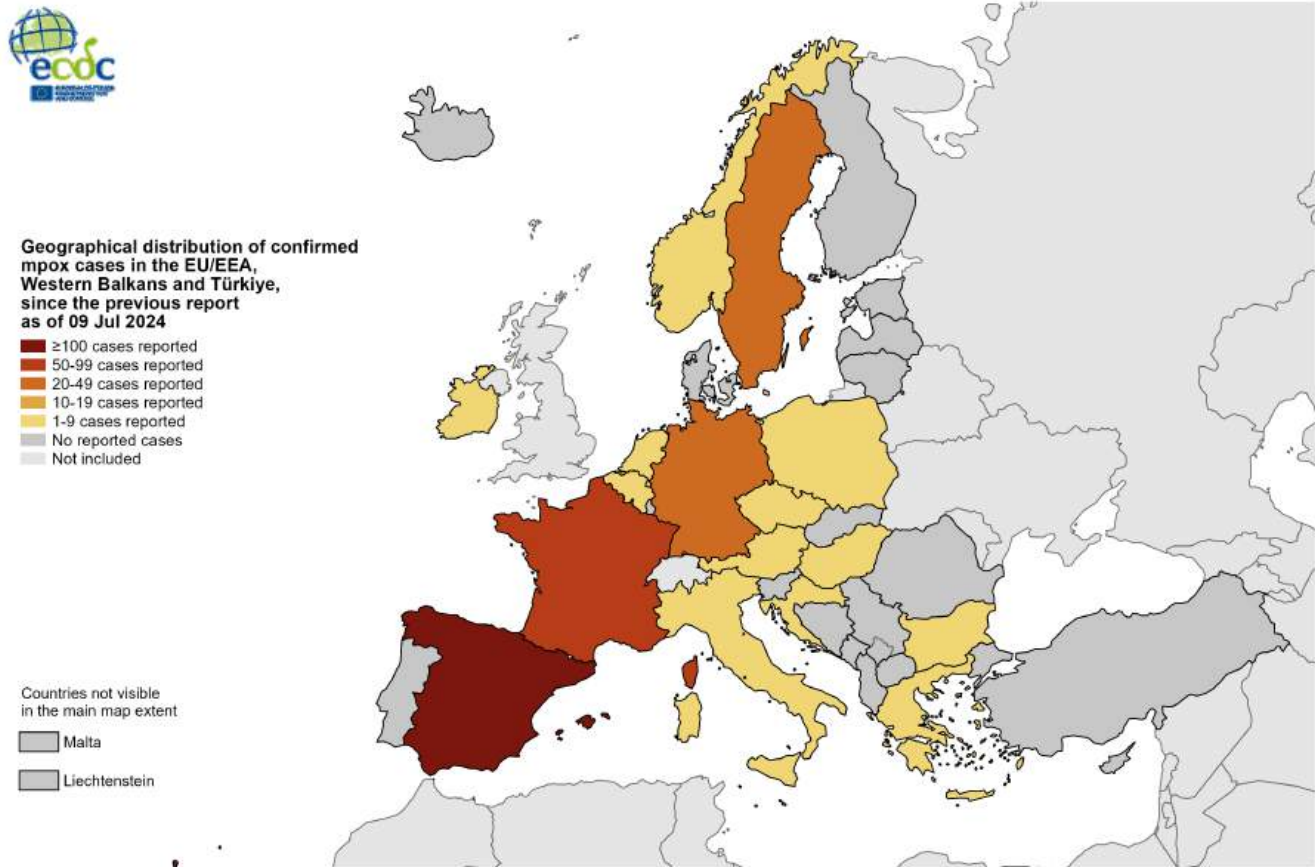 ecdc
Geographical distribution of confirmed
mpox cases in the EU/EEA,
Western Balkans and Türkiye,
since the previous report
as of 09 Jul 2024
≥100 cases reported
50-99 cases reported
20-49 cases reported
10-19 cases reported
1-9 cases reported
No reported cases
Not included
Countries not visible
in the main map extent
Malta
Liechtenstein